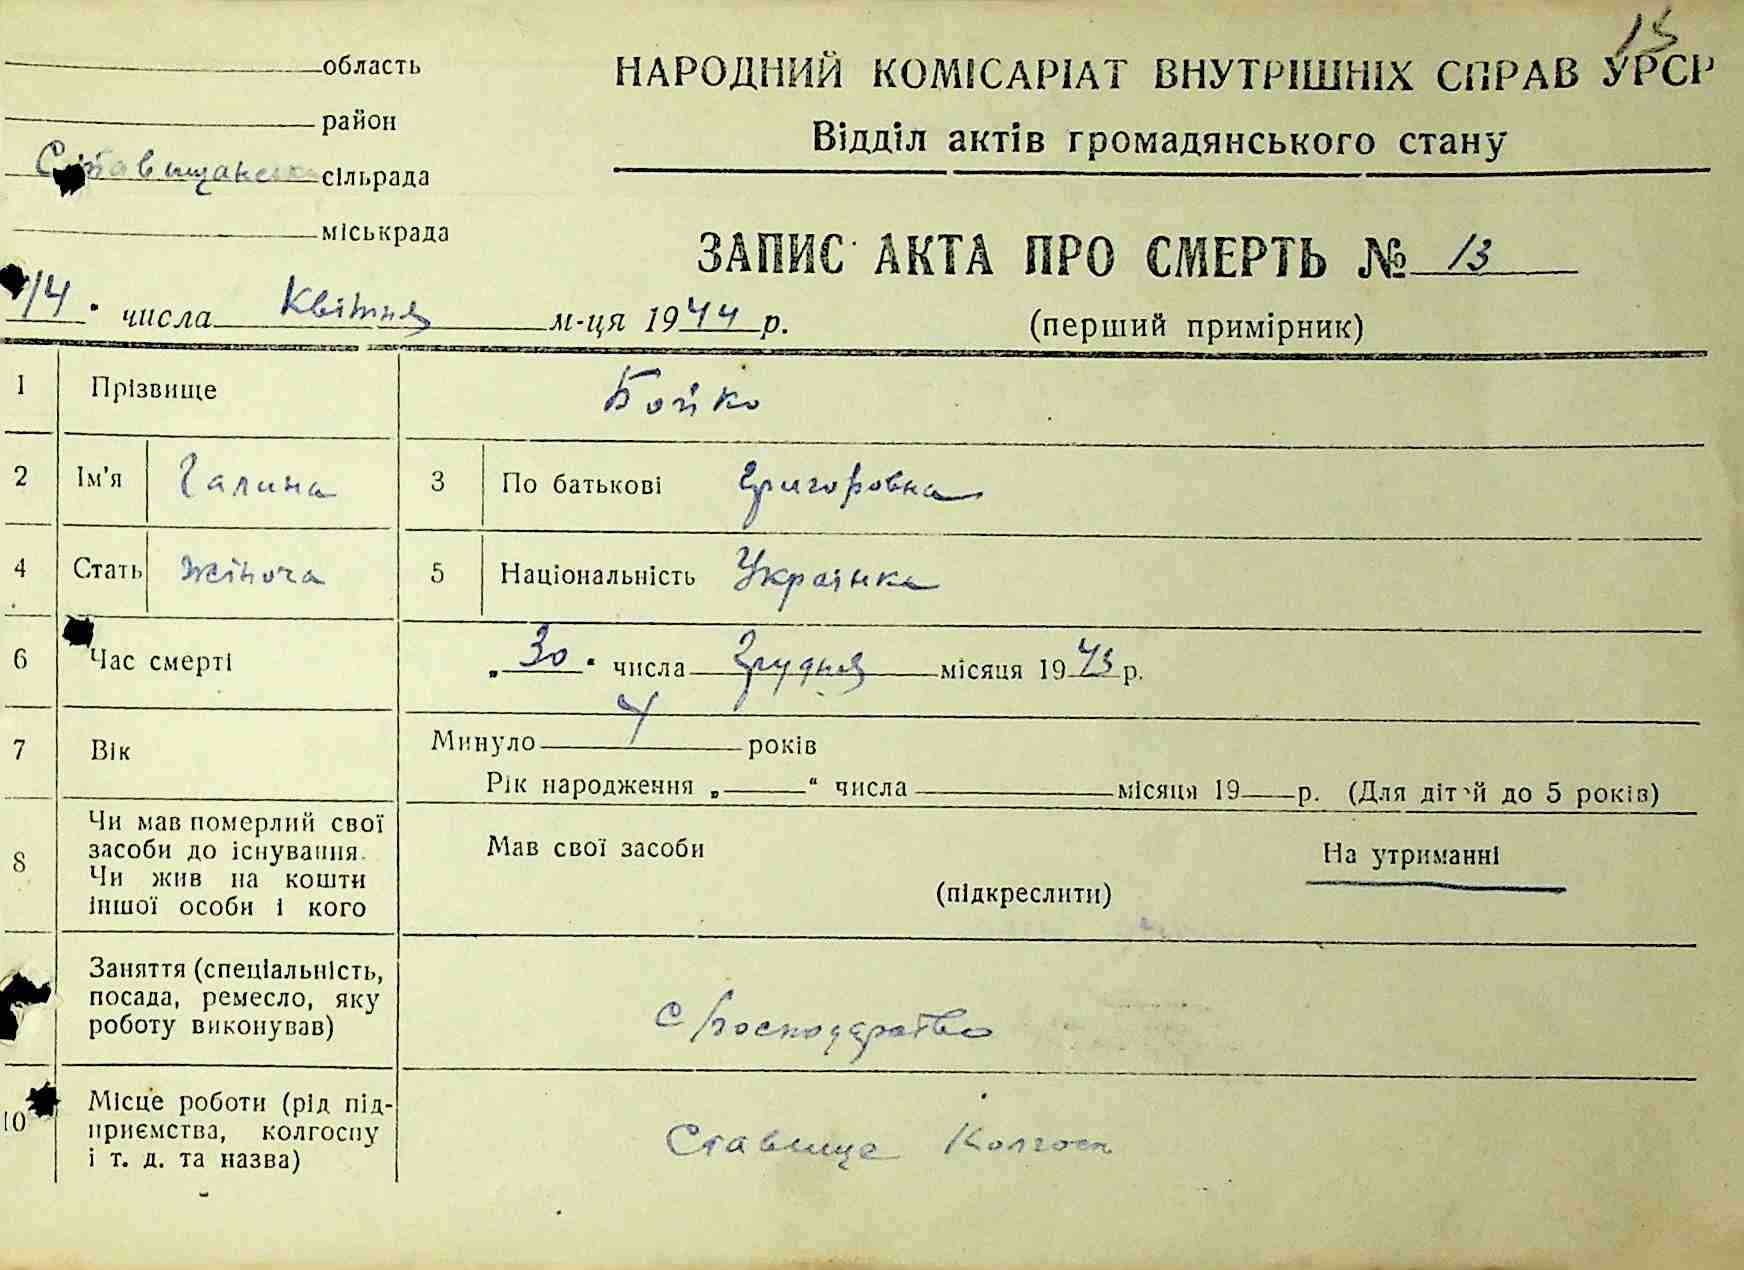 13
область
район
Ставищанська сільрада
міськрада
НАРОДНИЙ КОМІСАРІАТ ВНУТРІШНІХ СПРАВ УРСР
Відділ актів громадянського стану
ЗАПИС АКТА ПРО СМЕРТЬ № 13
(перший примірник)
14 " числа Квітня м-ця 1944 р.
1 Прізвище Бойко
2 Ім'я Галина 3 По батькові Григоровна
4 Стать жіноча 5 Національність Українка
6 Час смерті „ 30 " числа Грудня місяця 1943 р.
7 Вік Минуло 4 років
Рік народження „ “ числа місяця 19 р. (Для дітей до 5 років)
8 Чи мав померлий свої
засоби до існування.
Чи жив на кошти
іншої особи і кого
Мав свої засоби На утриманні
(підкреслити)
Заняття (спеціальність,
посада, ремесло, яку
роботу виконував)
с господарство
10 Місце роботи (рід під-
приємства, колгоспу
і т. д. та назва)
Ставище Колгосп